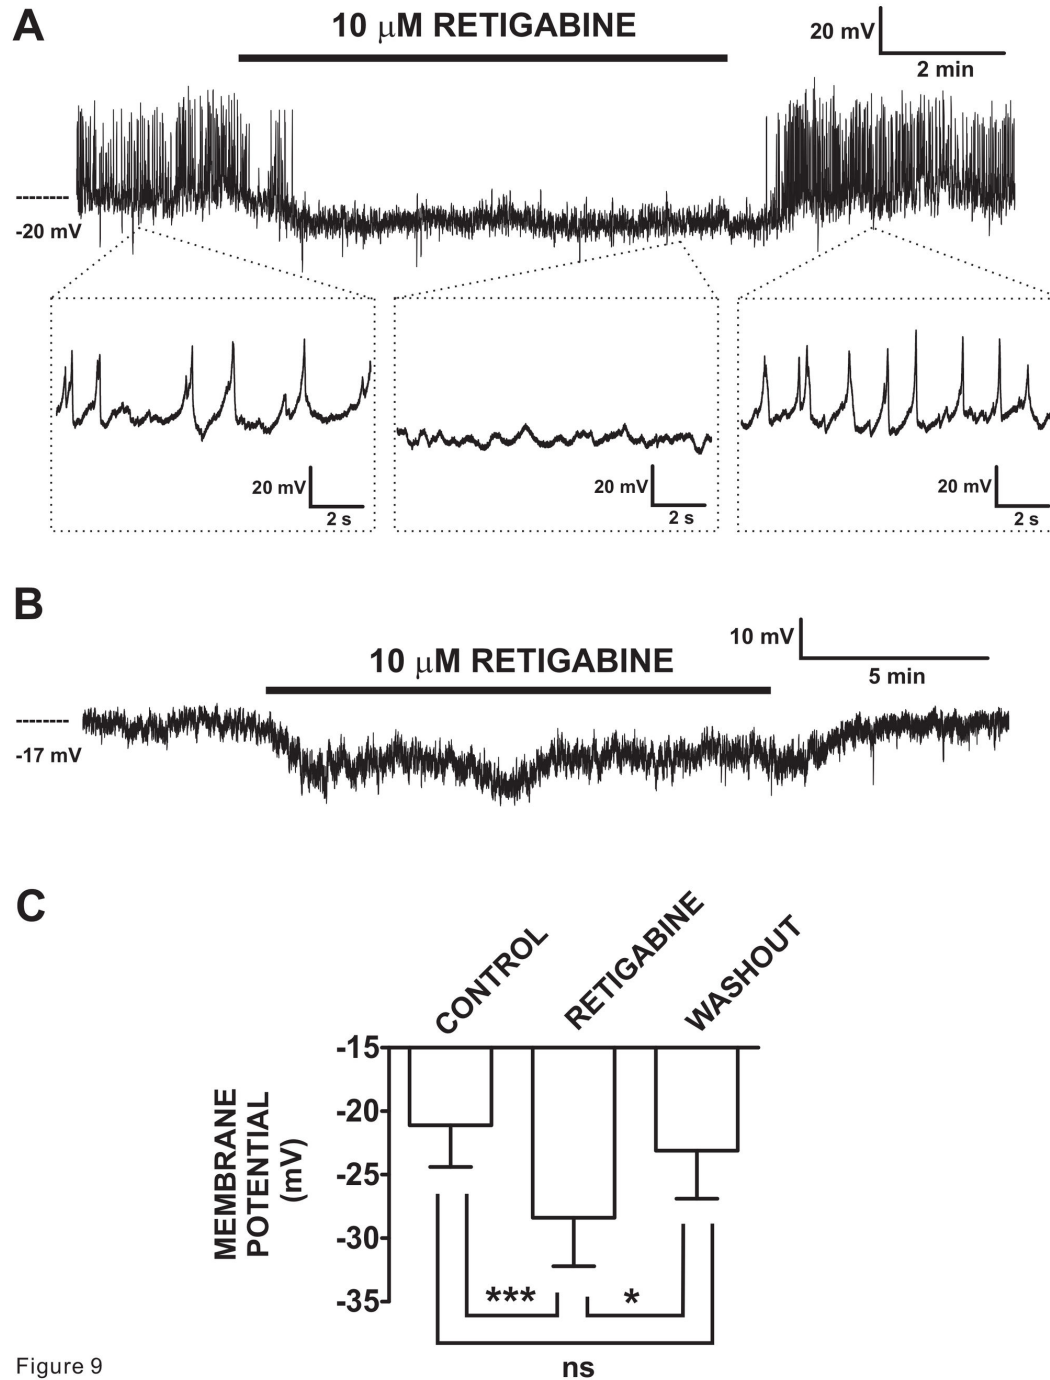 A
10 μM RETIGABINE
20 mV
2 min
-20 mV
20 mV
2 s
20 mV
2 s
20 mV
2 s
B
10 μM RETIGABINE
10 mV
5 min
-17 mV
C
CONTROL
RETIGABINE
WASHOUT
MEMBRANE
POTENTIAL
(mV)
-15
-20
-25
-30
-35
***
*
ns
Figure 9